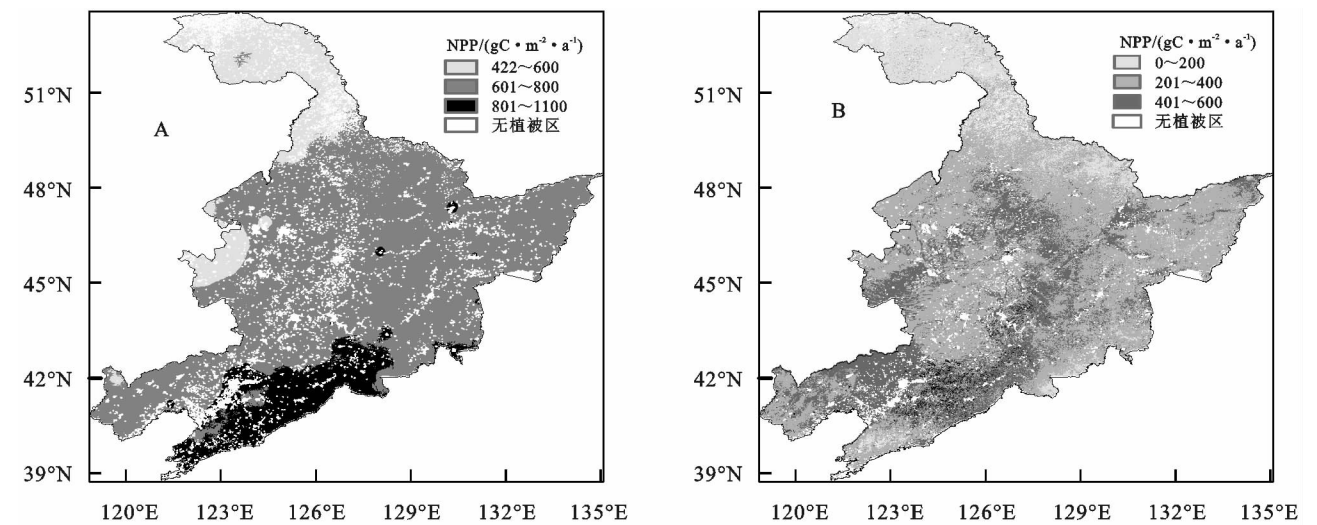 NPP/(gC·m⁻²·a⁻¹)
422～600
601～800
801～1100
无植被区
A
51°N
48°N
45°N
42°N
39°N
120°E 123°E 126°E 129°E 132°E 135°E
NPP/(gC·m⁻²·a⁻¹)
0～200
201～400
401～600
无植被区
B
51°N
48°N
45°N
42°N
39°N
120°E 123°E 126°E 129°E 132°E 135°E